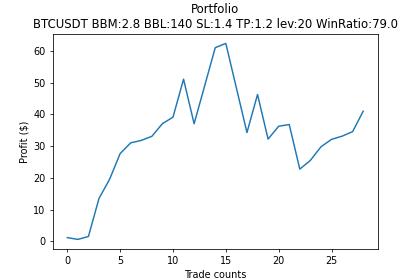 Portfolio
BTCUSDT BBM:2.8 BBL:140 SL:1.4 TP:1.2 lev:20 WinRatio:79.0
60
50
40
30
20
10
0
Profit ($)
0 5 10 15 20 25
Trade counts